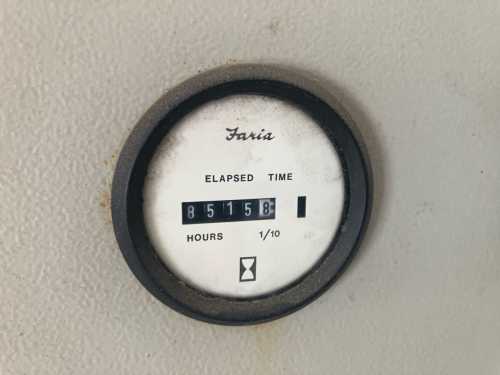 Faria
ELAPSED TIME
85158
HOURS 1/10